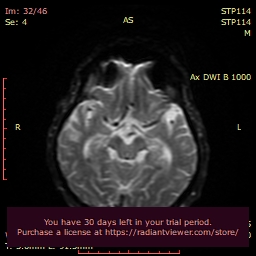 Im: 32/46
Se: 4
AS
STP114
STP114
M
Ax DWI B 1000
R
L
You have 30 days left in your trial period.
Purchase a license at https://radiantviewer.com/store/